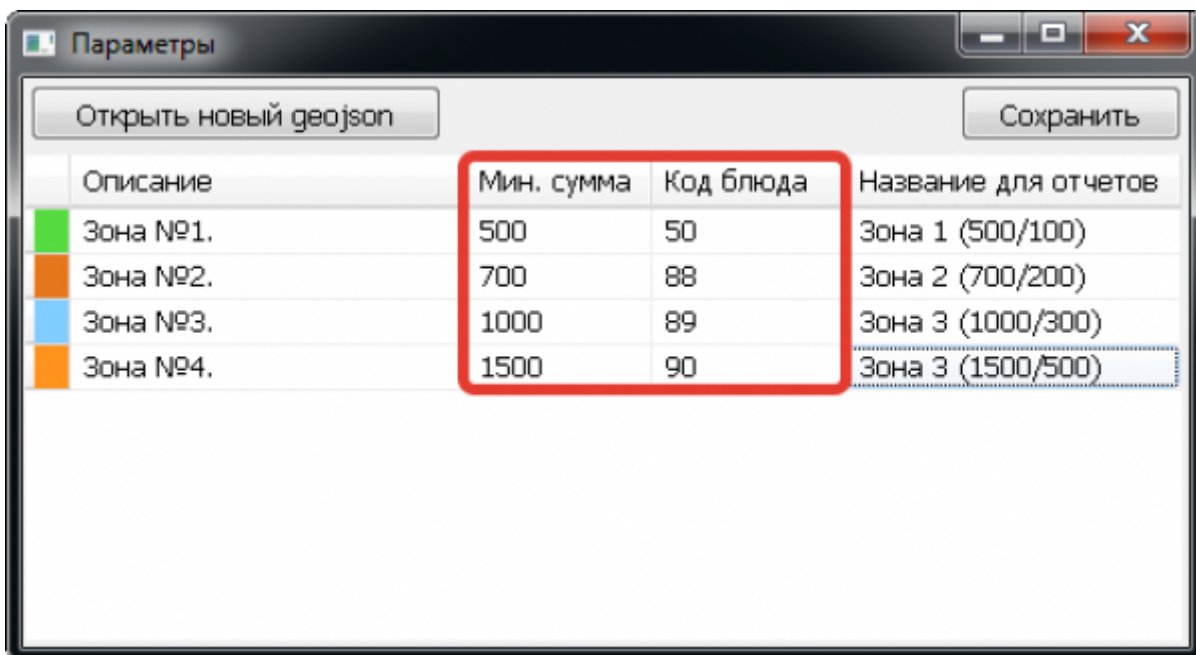 Параметры
Открыть новый geojson Сохранить
Описание Мин. сумма Код блюда Название для отчетов
Зона №1. 500 50 Зона 1 (500/100)
Зона №2. 700 88 Зона 2 (700/200)
Зона №3. 1000 89 Зона 3 (1000/300)
Зона №4. 1500 90 Зона 3 (1500/500)